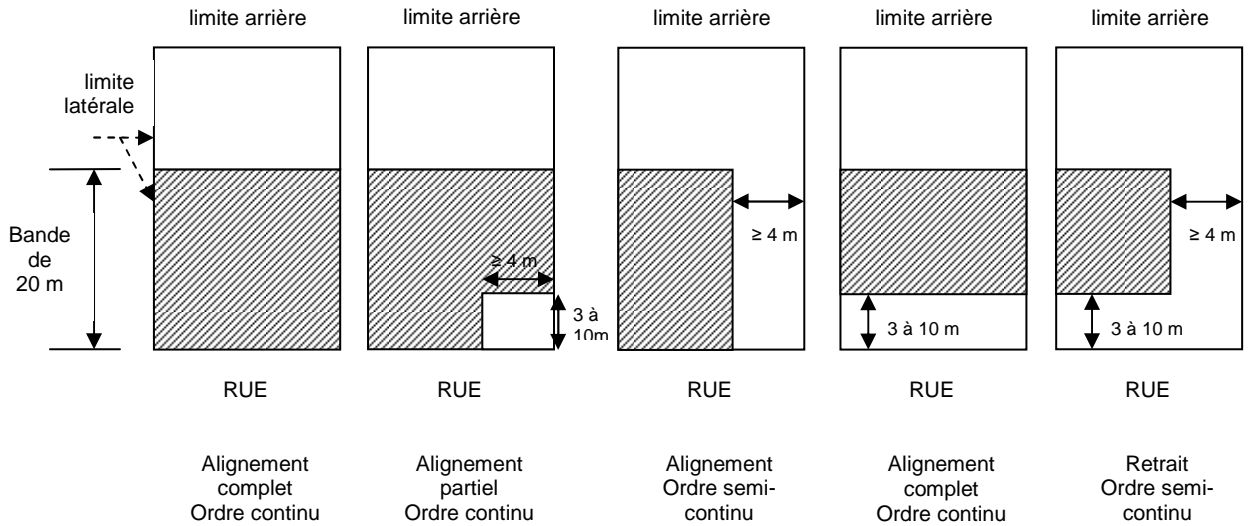 limite arrière
limite arrière
limite arrière
limite arrière
limite arrière
limite
latérale
Bande
de
20 m
≥ 4 m
3 à
10m
≥ 4 m
3 à 10 m
≥ 4 m
3 à 10 m
RUE
RUE
RUE
RUE
RUE
Alignement
complet
Ordre continu
Alignement
partiel
Ordre continu
Alignement
Ordre semi-
continu
Alignement
complet
Ordre continu
Retrait
Ordre semi-
continu